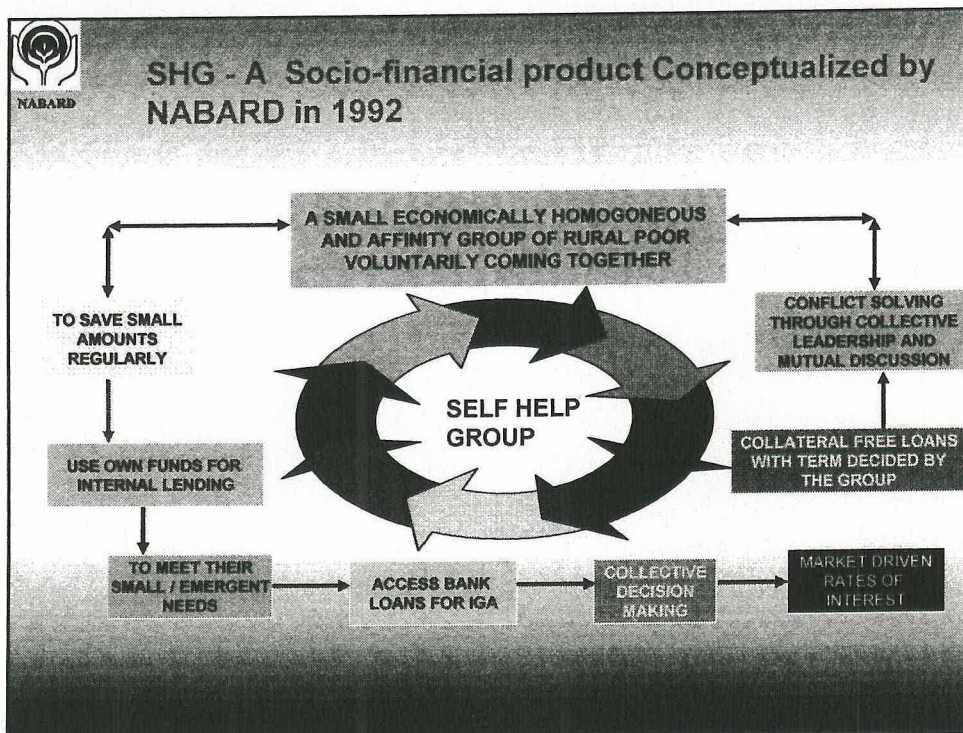 NABARD
SHG - A Socio-financial product Conceptualized by
NABARD in 1992
A SMALL ECONOMICALLY HOMOGONEOUS
AND AFFINITY GROUP OF RURAL POOR
VOLUNTARILY COMING TOGETHER
TO SAVE SMALL
AMOUNTS
REGULARLY
CONFLICT SOLVING
THROUGH COLLECTIVE
LEADERSHIP AND
MUTUAL DISCUSSION
SELF HELP
GROUP
USE OWN FUNDS FOR
INTERNAL LENDING
COLLATERAL FREE LOANS
WITH TERM DECIDED BY
THE GROUP
TO MEET THEIR
SMALL / EMERGENT
NEEDS
ACCESS BANK
LOANS FOR IGA
COLLECTIVE
DECISION
MAKING
MARKET DRIVEN
RATES OF
INTEREST